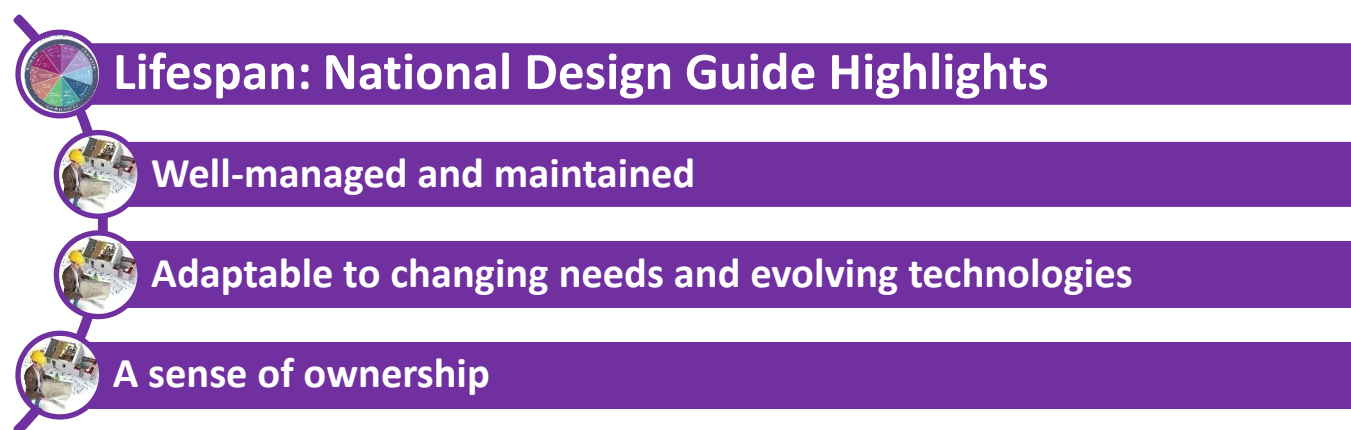 Lifespan: National Design Guide Highlights
Well-managed and maintained
Adaptable to changing needs and evolving technologies
A sense of ownership